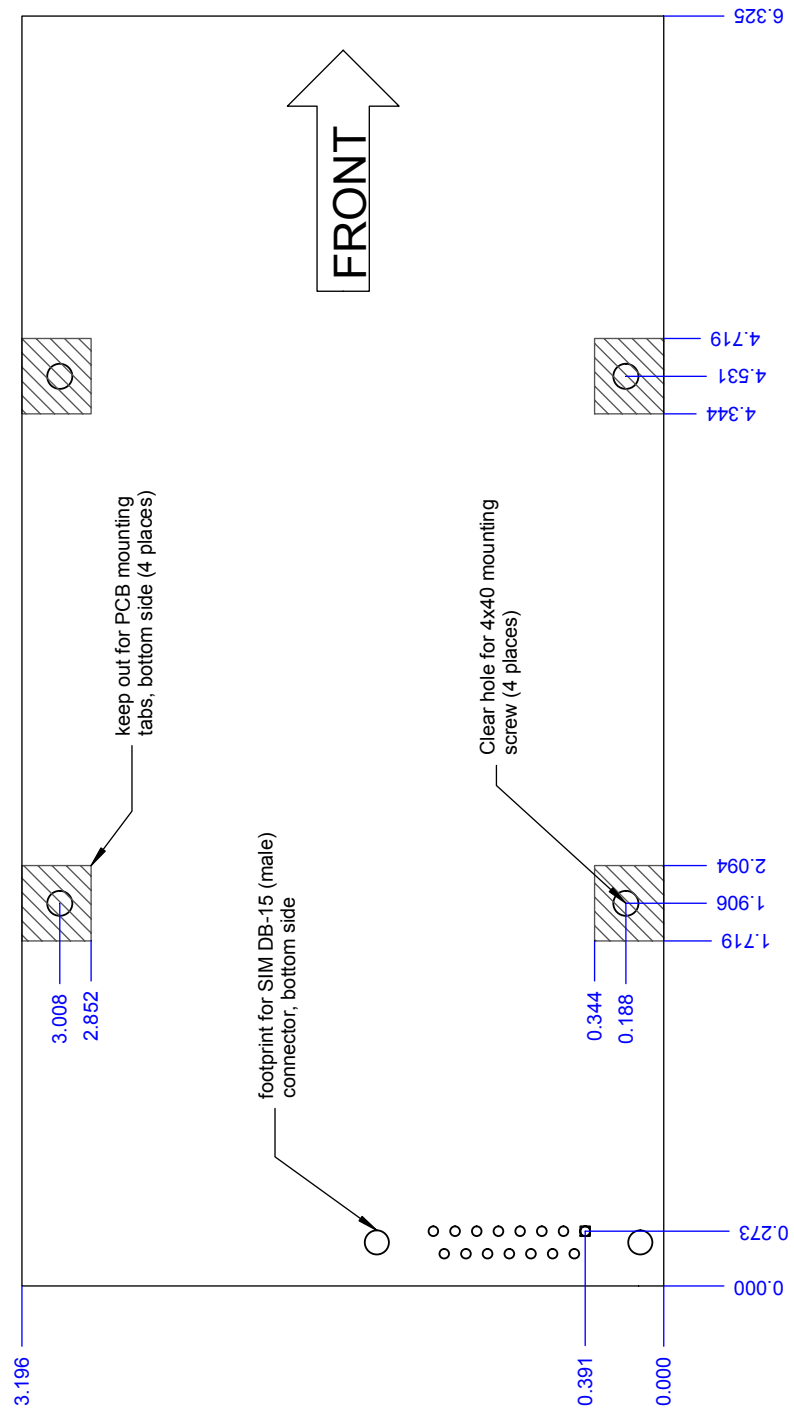 6.325
FRONT
4.719
4.531
4.344
keep out for PCB mounting
tabs, bottom side (4 places)
Clear hole for 4x40 mounting
screw (4 places)
2.094
1.906
1.719
3.008
2.852
0.344
0.188
footprint for SIM DB-15 (male)
connector, bottom side
0.273
0.000
3.196
0.391
0.000